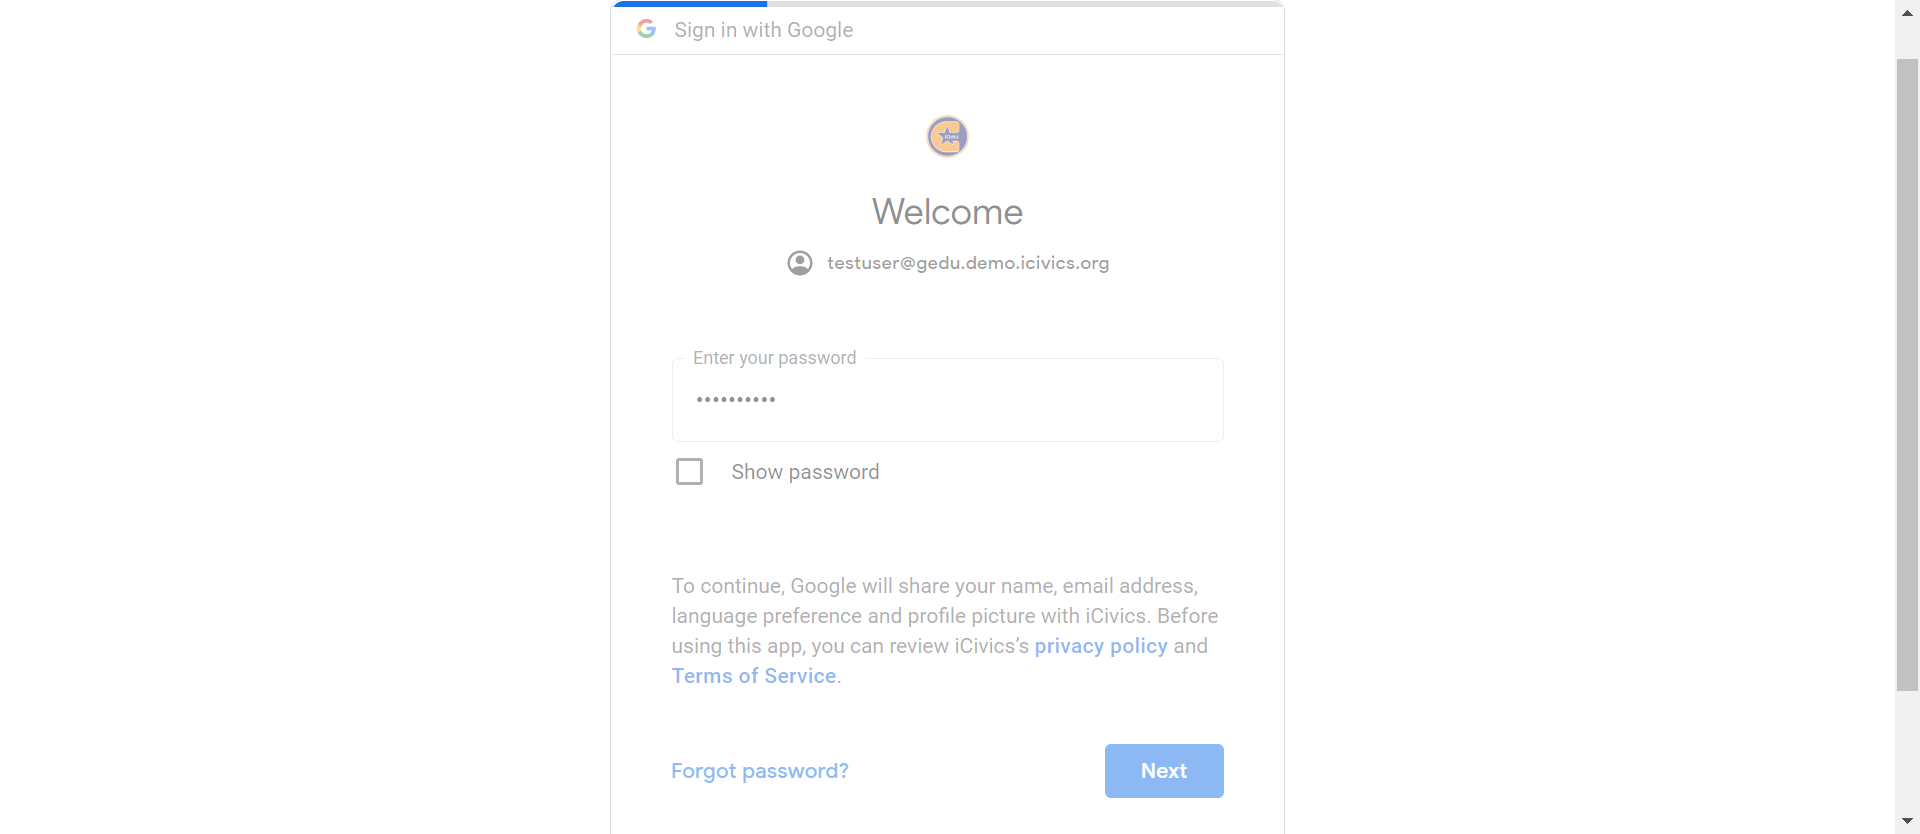 Sign in with Google
iCivics
Welcome
testuser@gedu.demo.icivics.org
Enter your password
••••••••••
Show password
To continue, Google will share your name, email address,
language preference and profile picture with iCivics. Before
using this app, you can review iCivics’s privacy policy and
Terms of Service.
Forgot password?
Next